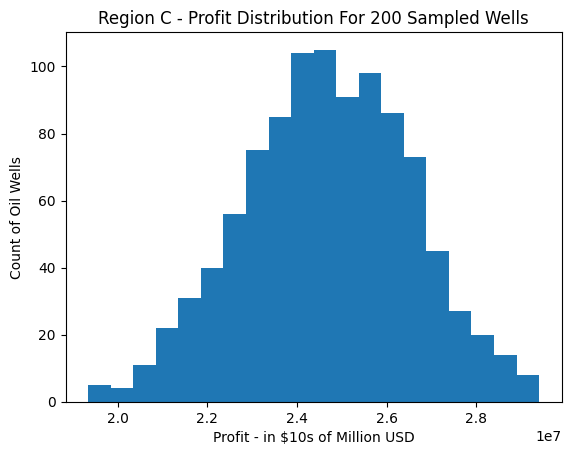 Region C - Profit Distribution For 200 Sampled Wells
Count of Oil Wells
100
80
60
40
20
0
2.0 2.2 2.4 2.6 2.8
1e7
Profit - in $10s of Million USD